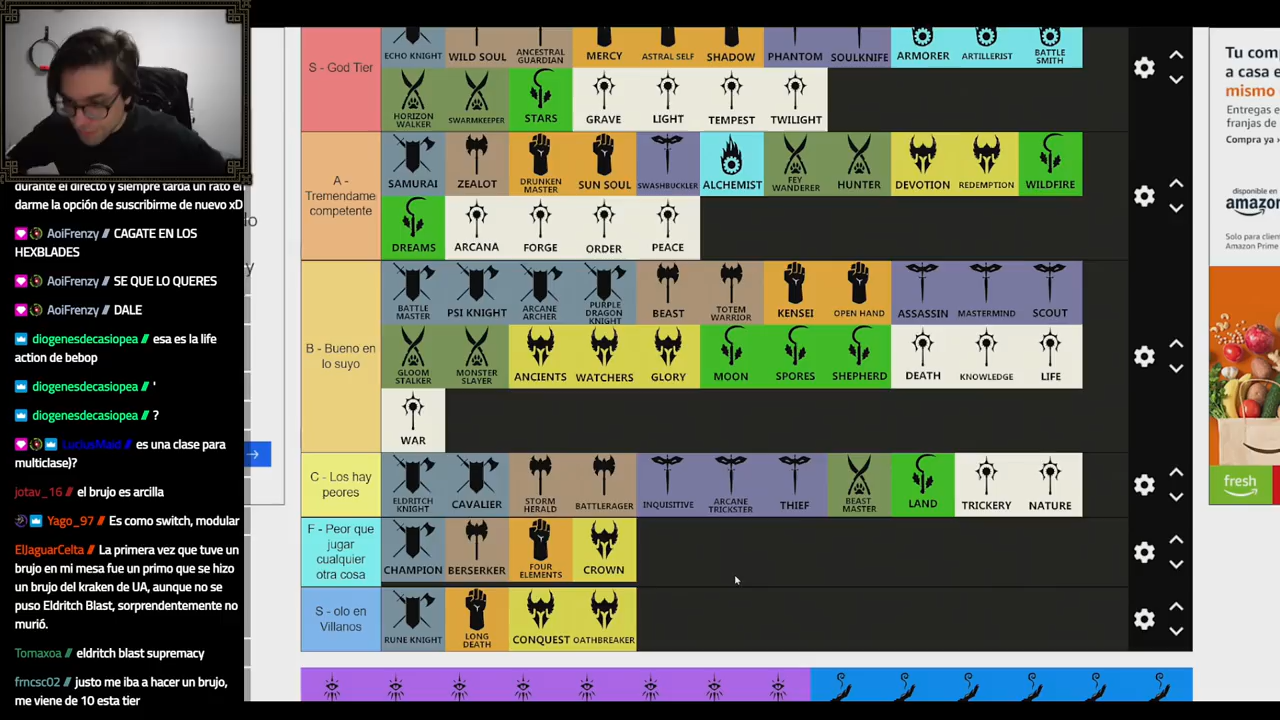 durante el directo y siempre tarda un rato en
darme la opción de suscribirme de nuevo xD
AoiFrenzy // CAGATE EN LOS
HEXBLADES
AoiFrenzy // SE QUE LO QUERES
AoiFrenzy // DALE
diogenesdecasiopea // esa es la life
action de bebop
diogenesdecasiopea // '
diogenesdecasiopea // ?
LutiusMaid // es una clase para
multiclase)?
jotav_16 // el brujo es arcilla
Yago_97 // Es como switch, modular
ElJaguarCelta // La primera vez que tuve un
brujo en mi mesa fue un primo que se hizo
un brujo del kraken de UA, aunque no se
puso Eldritch Blast, sorprendentemente no
murió.
Tomaxoa // eldritch blast supremacy
frncsc02 // justo me iba a hacer un brujo,
me viene de 10 esta tier
S - God Tier
ECHO KNIGHT
WILD SOUL
ANCESTRAL
GUARDIAN
MERCY
ASTRAL SELF
SHADOW
PHANTOM
SOULKNIFE
ARMORER
ARTILLERIST
BATTLE
SMITH
HORIZON
WALKER
SWARMKEEPER
STARS
GRAVE
LIGHT
TEMPEST
TWILIGHT
A -
Tremendame
competente
SAMURAI
ZEALOT
DRUNKEN
MASTER
SUN SOUL
SWASHBUCKLER
ALCHEMIST
FEY
WANDERER
HUNTER
DEVOTION
REDEMPTION
WILDFIRE
DREAMS
ARCANA
FORGE
ORDER
PEACE
B - Bueno en
lo suyo
BATTLE
MASTER
PSI KNIGHT
ARCANE
ARCHER
PURPLE
DRAGON
KNIGHT
BEAST
TOTEM
WARRIOR
KENSEI
OPEN HAND
ASSASSIN
MASTERMIND
SCOUT
GLOOM
STALKER
MONSTER
SLAYER
ANCIENTS
WATCHERS
GLORY
MOON
SPORES
SHEPHERD
DEATH
KNOWLEDGE
LIFE
WAR
C - Los hay
peores
ELDRITCH
KNIGHT
CAVALIER
STORM
HERALD
BATTLERAGER
INQUISITIVE
ARCANE
TRICKSTER
THIEF
BEAST
MASTER
LAND
TRICKERY
NATURE
F - Peor que
jugar
cualquier
otra cosa
CHAMPION
BERSERKER
FOUR
ELEMENTS
CROWN
S - olo en
Villanos
RUNE KNIGHT
LONG
DEATH
CONQUEST
OATHBREAKER
Tu com
a casa e
mismo
Entregas e
franjas de
Compra ya ›
disponible en
amazon
Solo para client
Amazon Prime
fresh